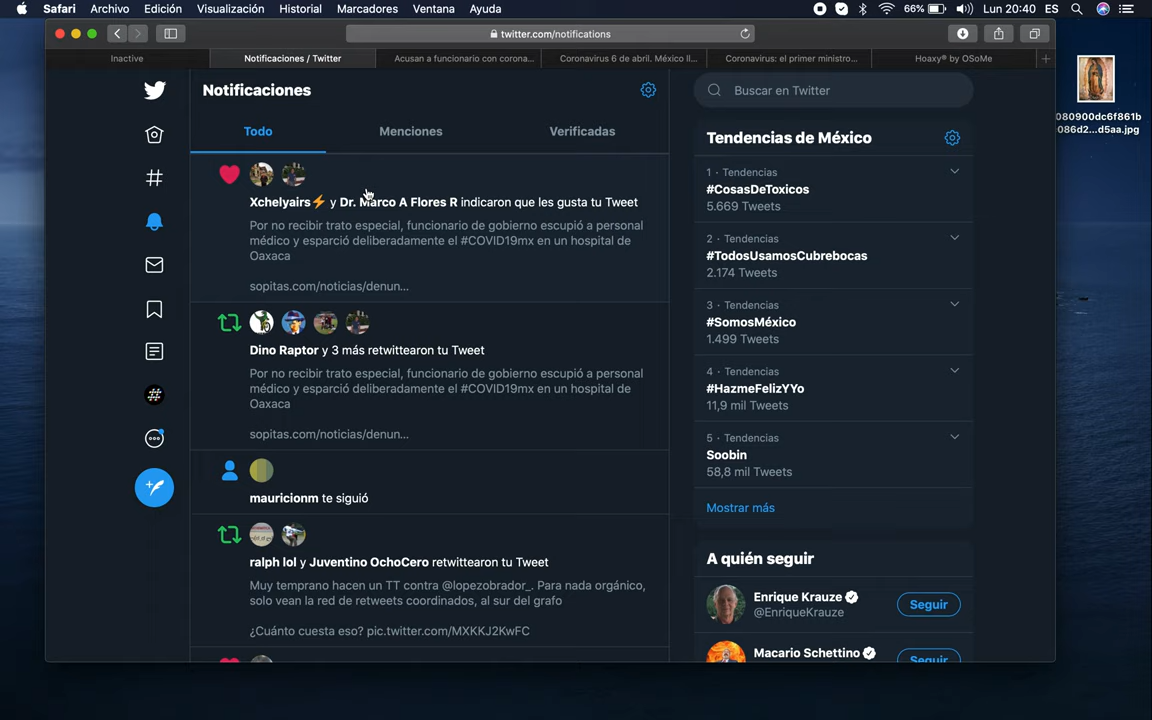 Safari Archivo Edición Visualización Historial Marcadores Ventana Ayuda 66% Lun 20:40 ES
twitter.com/notifications
Inactive Notificaciones / Twitter Acusan a funcionario con corona... Coronavirus 6 de abril. México ll... Coronavirus: el primer ministro... Hoaxy® by OSoMe
Notificaciones
Todo Menciones Verificadas
Xchelyairs⚡ y Dr. Marco A Flores R indicaron que les gusta tu Tweet
Por no recibir trato especial, funcionario de gobierno escupió a personal
médico y esparció deliberadamente el #COVID19mx en un hospital de
Oaxaca
sopitas.com/noticias/denun...
Dino Raptor y 3 más retwittearon tu Tweet
Por no recibir trato especial, funcionario de gobierno escupió a personal
médico y esparció deliberadamente el #COVID19mx en un hospital de
Oaxaca
sopitas.com/noticias/denun...
mauricionm te siguió
ralph lol y Juventino OchoCero retwittearon tu Tweet
Muy temprano hacen un TT contra @lopezobrador_. Para nada orgánico,
solo vean la red de retweets coordinados, al sur del grafo
¿Cuánto cuesta eso? pic.twitter.com/MXKKJ2KwFC
Buscar en Twitter
Tendencias de México
1 · Tendencias
#CosasDeToxicos
5.669 Tweets
2 · Tendencias
#TodosUsamosCubrebocas
2.174 Tweets
3 · Tendencias
#SomosMéxico
1.499 Tweets
4 · Tendencias
#HazmeFelizYYo
11,9 mil Tweets
5 · Tendencias
Soobin
58,8 mil Tweets
Mostrar más
A quién seguir
Enrique Krauze
@EnriqueKrauze
Seguir
Macario Schettino
Seguir
080900dc6f861b
086d2...d5aa.jpg